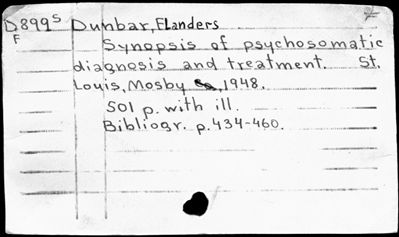 D899s Dunbar, Flanders
F Synopsis of psychosomatic
diagnosis and treatment. St.
Louis, Mosby, 1948.
501 p. with ill.
Bibliogr. p. 434-460.